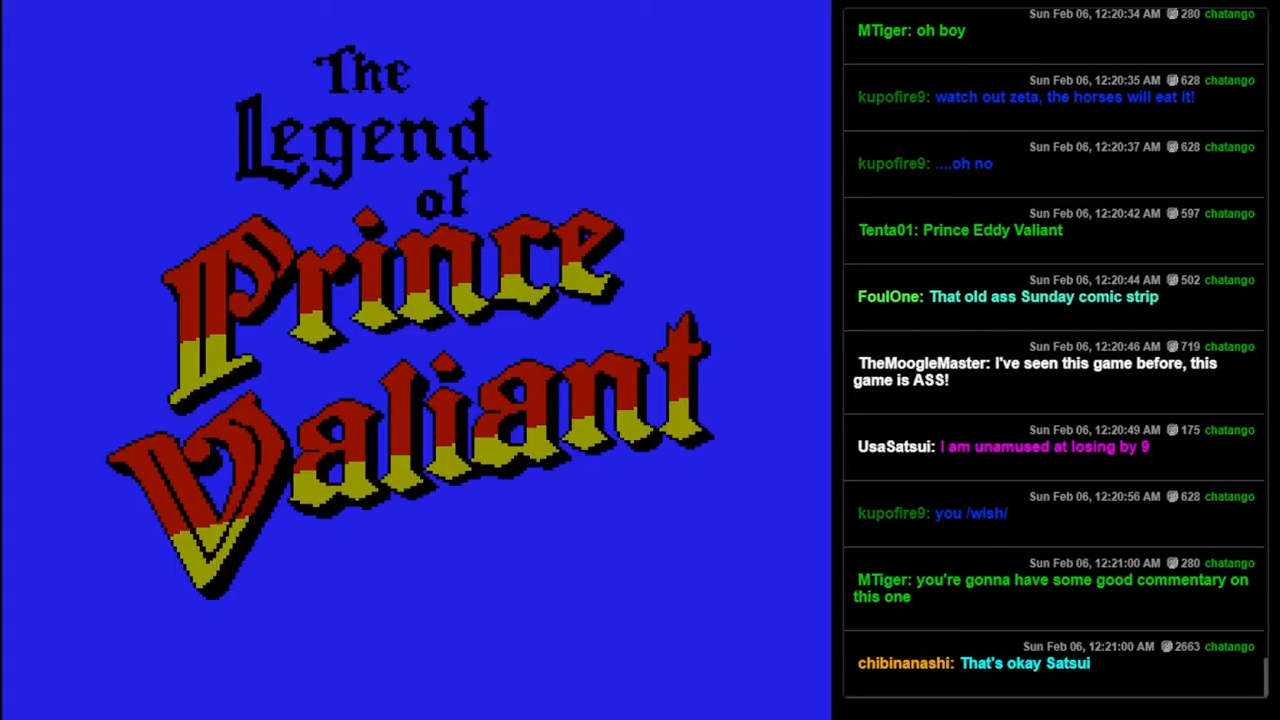 The
Legend
of
Prince
Valiant
Sun Feb 06, 12:20:34 AM 280 chatango
MTiger: oh boy
Sun Feb 06, 12:20:35 AM 628 chatango
kupofire9: watch out zeta, the horses will eat it!
Sun Feb 06, 12:20:37 AM 628 chatango
kupofire9: ....oh no
Sun Feb 06, 12:20:42 AM 597 chatango
Tenta01: Prince Eddy Valiant
Sun Feb 06, 12:20:44 AM 502 chatango
FoulOne: That old ass Sunday comic strip
Sun Feb 06, 12:20:46 AM 719 chatango
TheMoogleMaster: I've seen this game before, this
game is ASS!
Sun Feb 06, 12:20:49 AM 175 chatango
UsaSatsui: I am unamused at losing by 9
Sun Feb 06, 12:20:56 AM 628 chatango
kupofire9: you /wish/
Sun Feb 06, 12:21:00 AM 280 chatango
MTiger: you're gonna have some good commentary on
this one
Sun Feb 06, 12:21:00 AM 2663 chatango
chibinanashi: That's okay Satsui